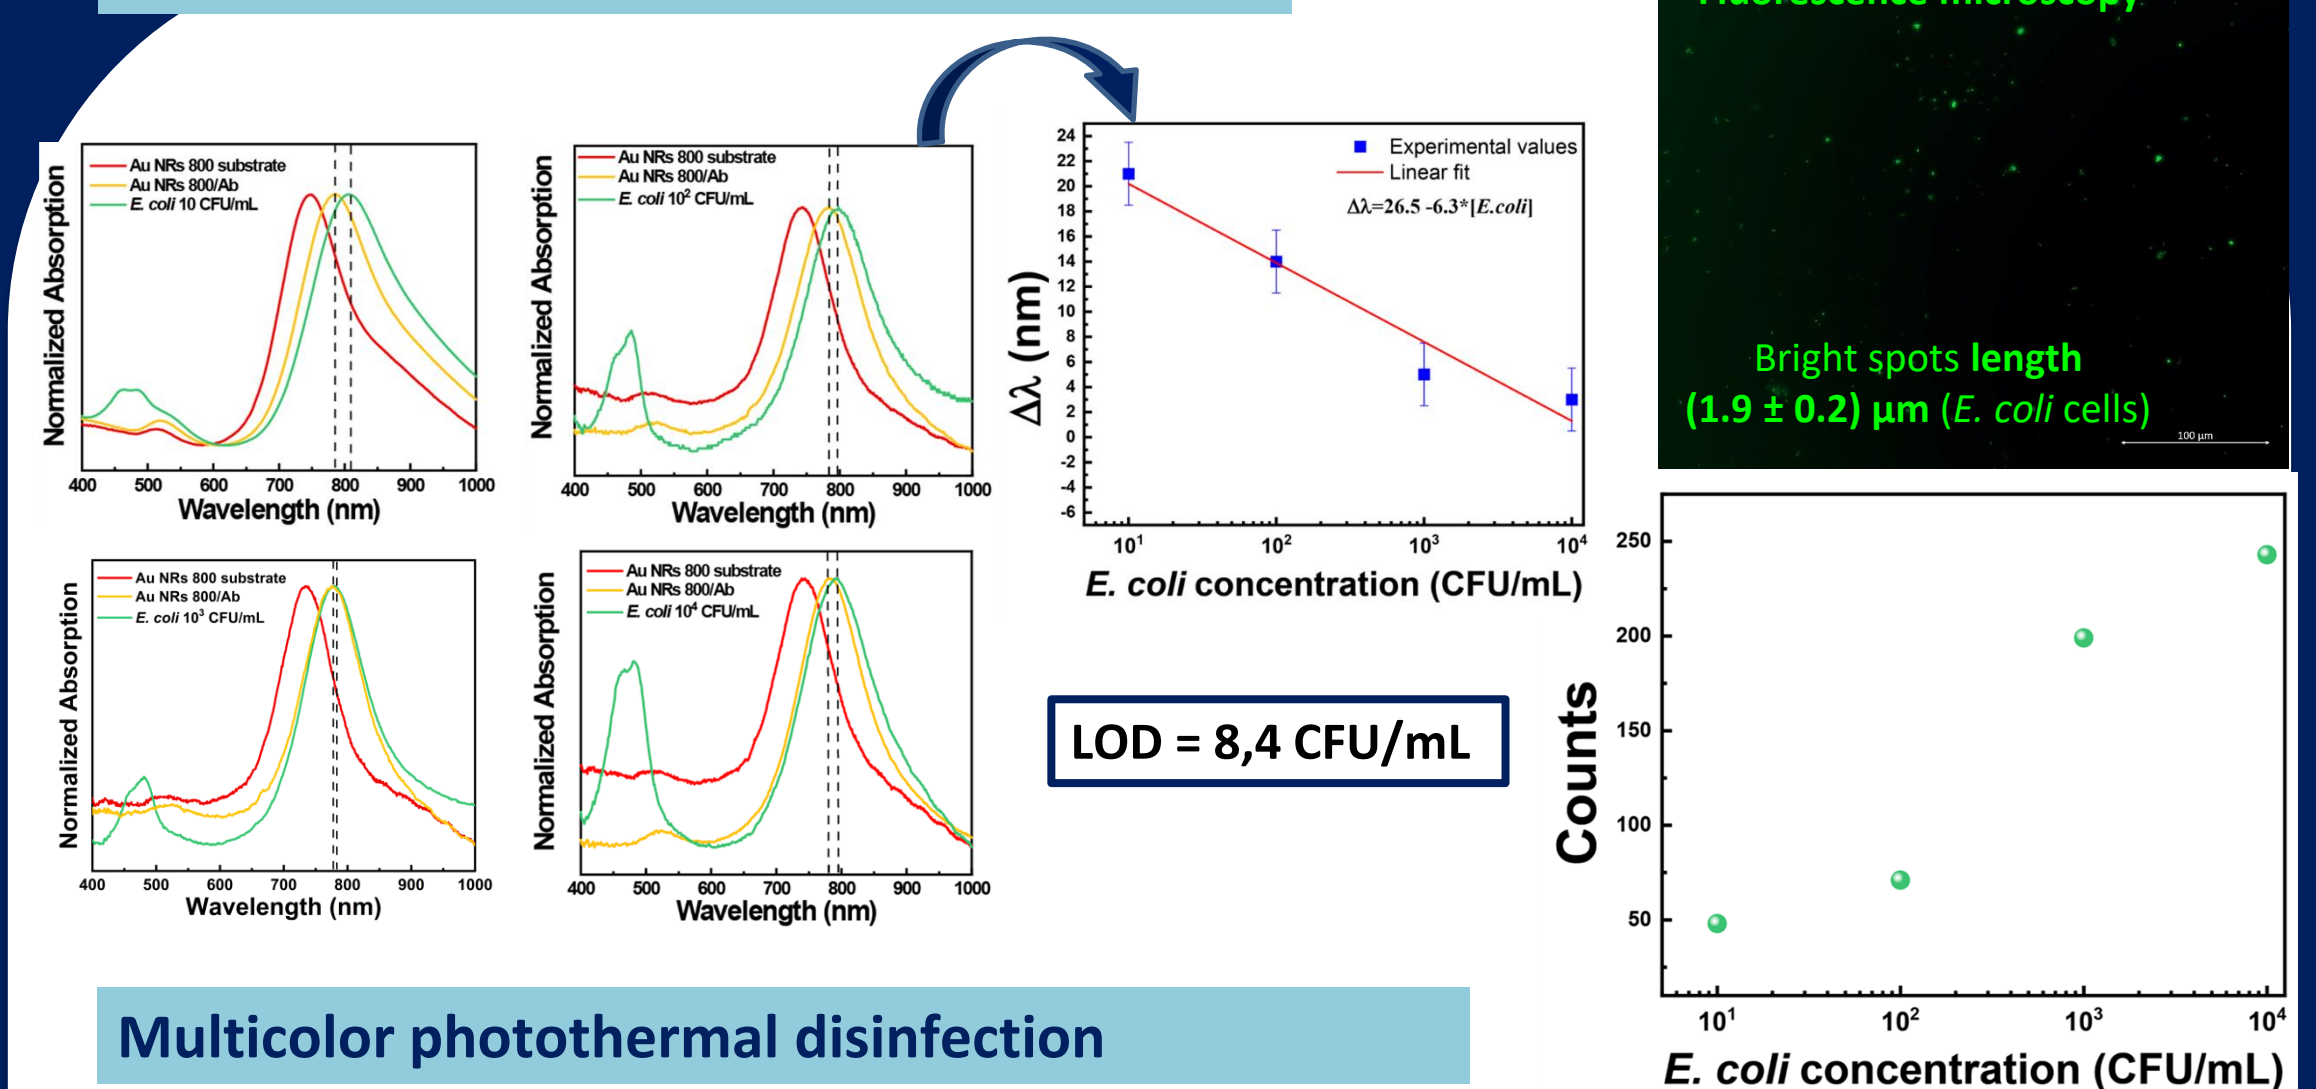 Fluorescence microscopy
Au NRs 800 substrate
Au NRs 800/Ab
E. coli 10 CFU/mL
Normalized Absorption
400 500 600 700 800 900 1000
Wavelength (nm)
Au NRs 800 substrate
Au NRs 800/Ab
E. coli 10² CFU/mL
Normalized Absorption
400 500 600 700 800 900 1000
Wavelength (nm)
24
22
20
18
16
14
12
10
8
6
4
2
0
-2
-4
-6
Δλ (nm)
Experimental values
Linear fit
Δλ=26.5 -6.3*[E.coli]
10¹ 10² 10³ 10⁴
E. coli concentration (CFU/mL)
Bright spots length
(1.9 ± 0.2) µm (E. coli cells)
100 µm
Au NRs 800 substrate
Au NRs 800/Ab
E. coli 10³ CFU/mL
Normalized Absorption
400 500 600 700 800 900 1000
Wavelength (nm)
Au NRs 800 substrate
Au NRs 800/Ab
E. coli 10⁴ CFU/mL
Normalized Absorption
400 500 600 700 800 900 1000
Wavelength (nm)
LOD = 8,4 CFU/mL
250
200
150
100
50
Counts
10¹ 10² 10³ 10⁴
E. coli concentration (CFU/mL)
Multicolor photothermal disinfection